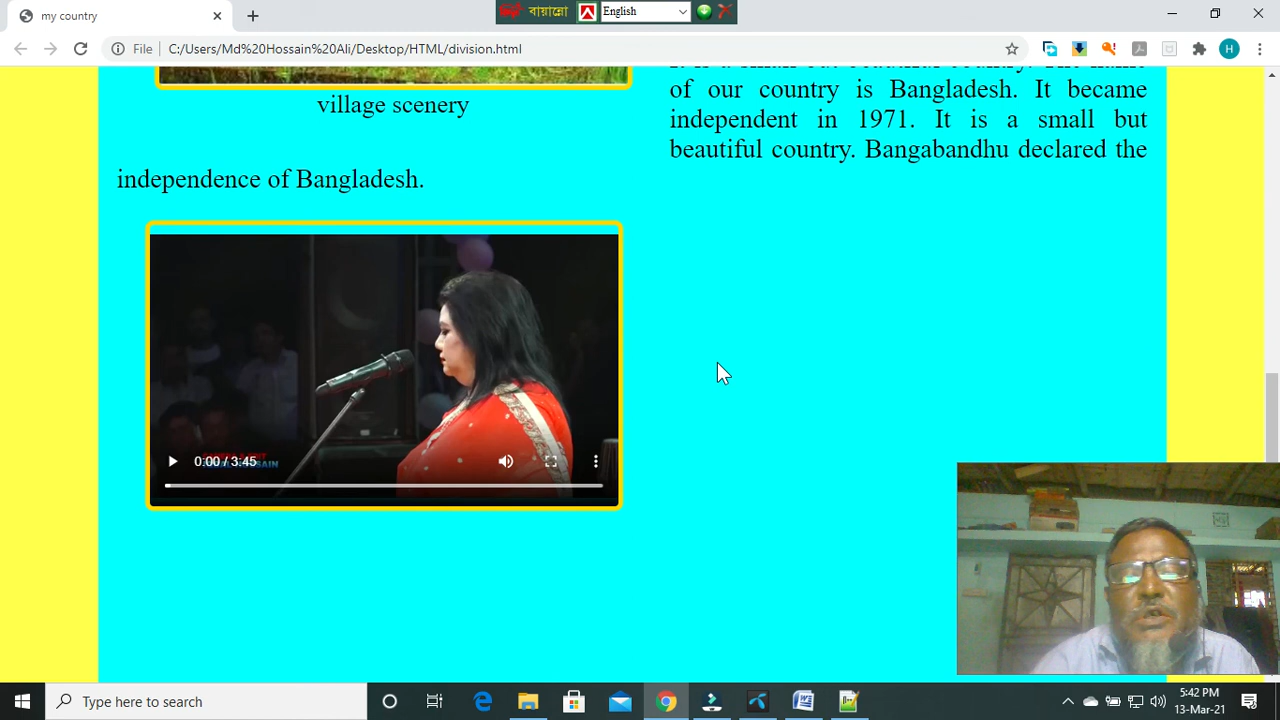 my country
বায়ান্নো
English
File
C:/Users/Md%20Hossain%20Ali/Desktop/HTML/division.html
H
of our country is Bangladesh. It became
independent in 1971. It is a small but
beautiful country. Bangabandhu declared the
independence of Bangladesh.
village scenery
0:00 / 3:45
Type here to search
5:42 PM
13-Mar-21